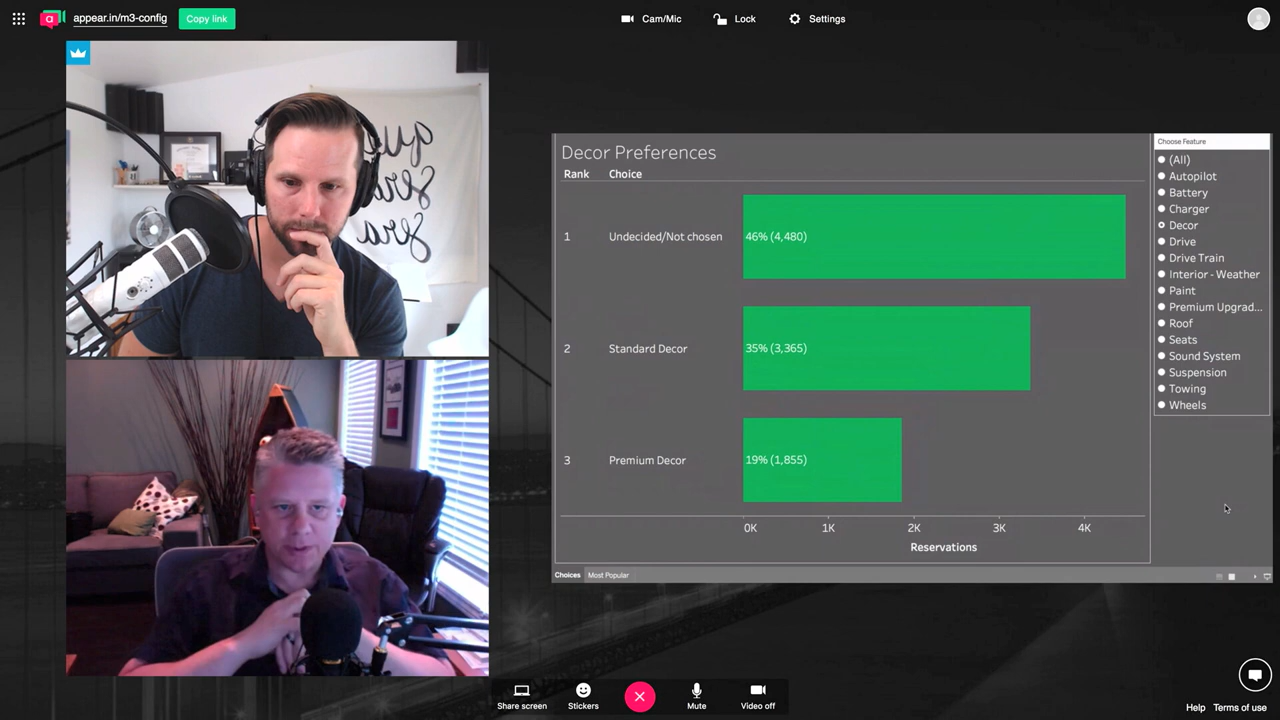 appear.in/m3-config
Copy link
Cam/Mic
Lock
Settings
que
sera
sera
Decor Preferences
Rank Choice
1 Undecided/Not chosen 46% (4,480)
2 Standard Decor 35% (3,365)
3 Premium Decor 19% (1,855)
0K 1K 2K 3K 4K
Reservations
Choices Most Popular
Choose Feature
(All)
Autopilot
Battery
Charger
Decor
Drive
Drive Train
Interior - Weather
Paint
Premium Upgrad...
Roof
Seats
Sound System
Suspension
Towing
Wheels
Share screen
Stickers
Mute
Video off
Help
Terms of use